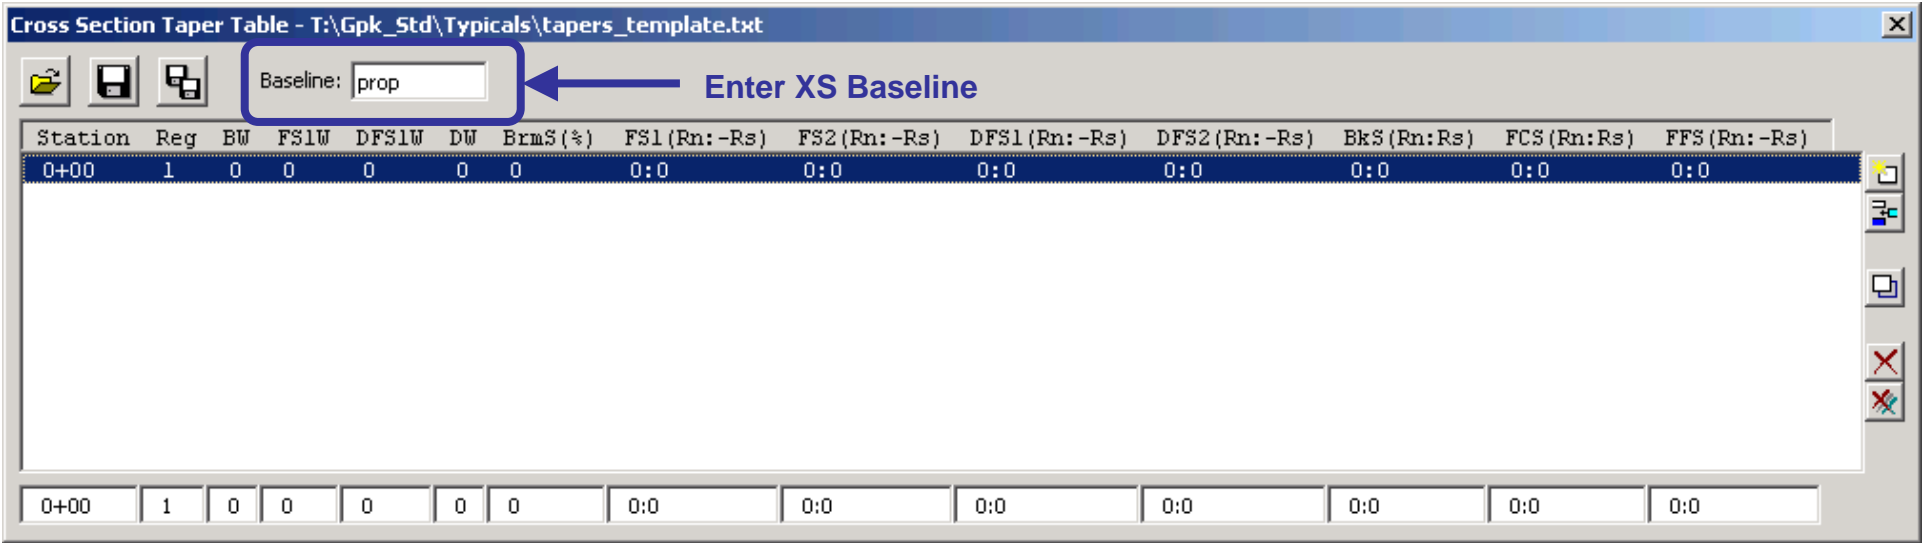 Cross Section Taper Table - T:\Gpk_Std\Typicals\tapers_template.txt
Baseline: prop
Enter XS Baseline
Station Reg BW FS1W DFS1W DW BrmS(%) FS1(Rn:-Rs) FS2(Rn:-Rs) DFS1(Rn:-Rs) DFS2(Rn:-Rs) BkS(Rn:Rs) FCS(Rn:Rs) FFS(Rn:-Rs)
0+00 1 0 0 0 0 0 0:0 0:0 0:0 0:0 0:0 0:0 0:0
0+00 1 0 0 0 0 0 0:0 0:0 0:0 0:0 0:0 0:0 0:0